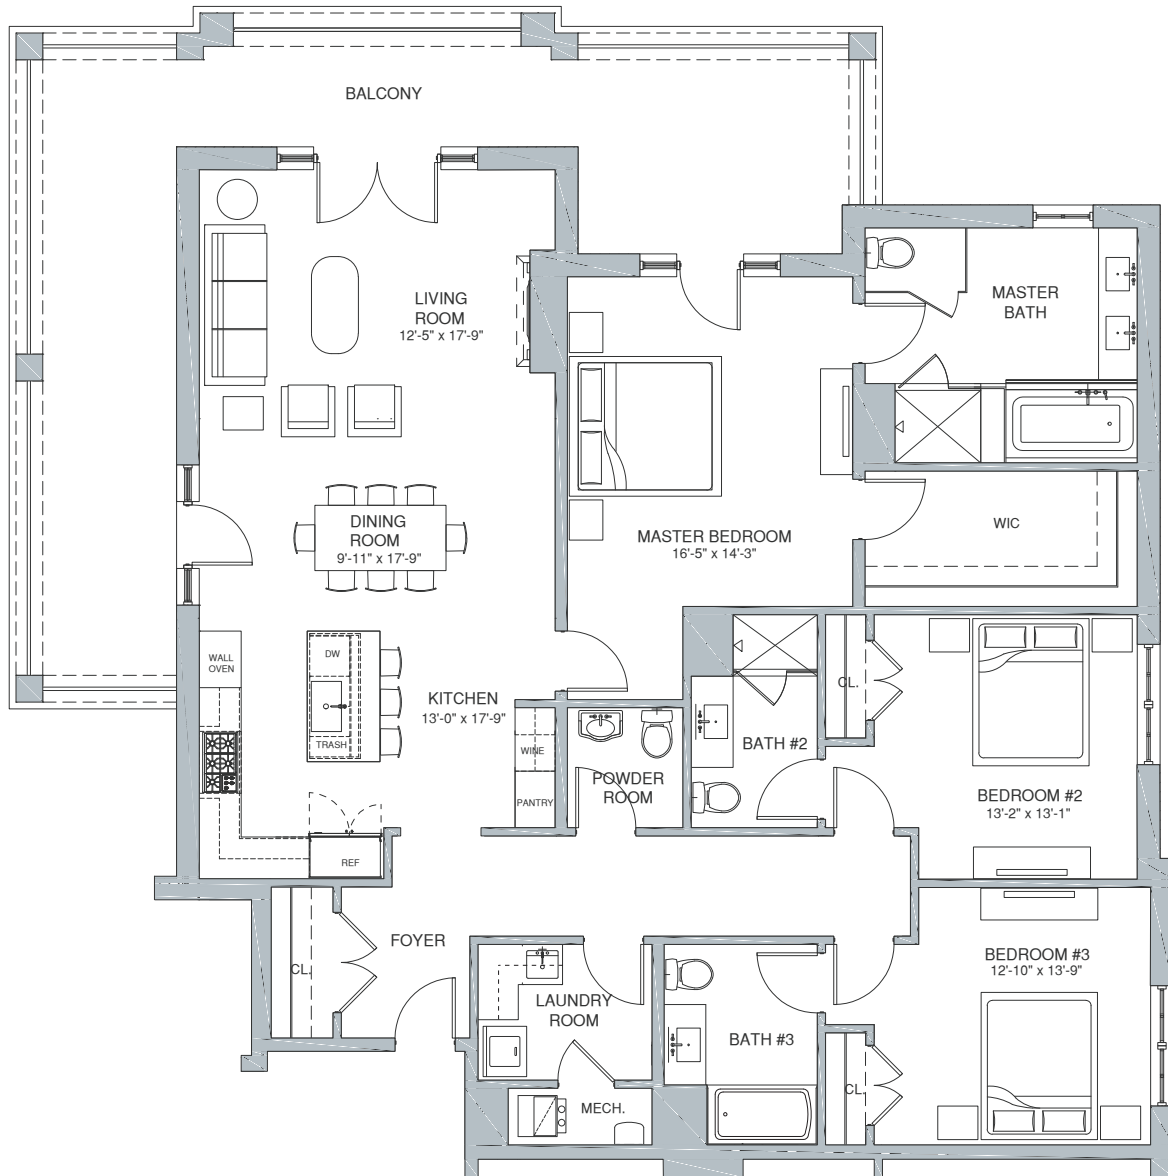 BALCONY
LIVING
ROOM
12'-5" x 17'-9"
MASTER
BATH
DINING
ROOM
9'-11" x 17'-9"
MASTER BEDROOM
16'-5" x 14'-3"
WIC
WALL
OVEN
DW
TRASH
KITCHEN
13'-0" x 17'-9"
WINE
PANTRY
REF
POWDER
ROOM
BATH #2
CL.
BEDROOM #2
13'-2" x 13'-1"
FOYER
CL.
LAUNDRY
ROOM
MECH.
BATH #3
CL.
BEDROOM #3
12'-10" x 13'-9"